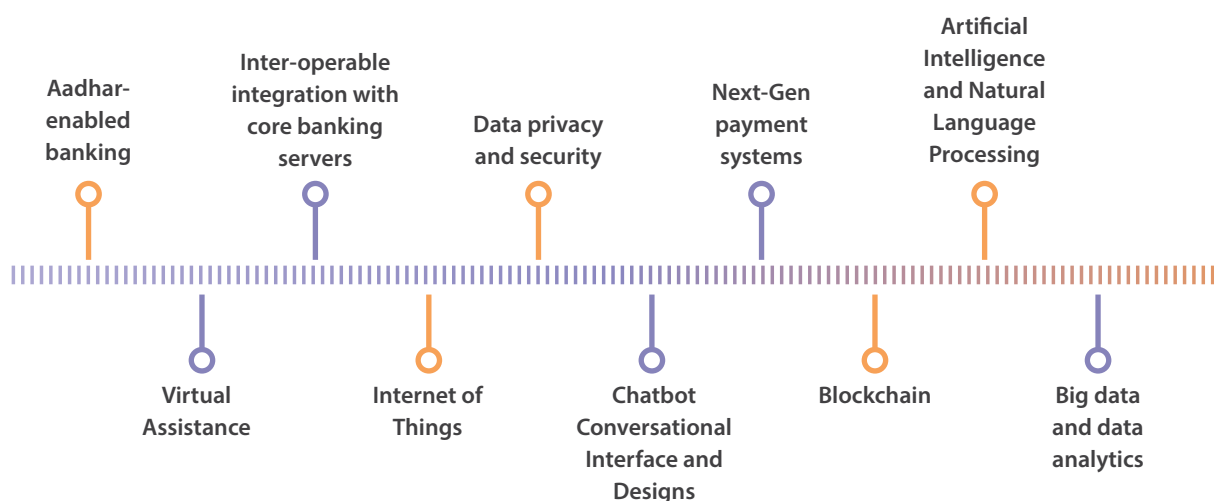 Aadhar-
enabled
banking
Inter-operable
integration with
core banking
servers
Data privacy
and security
Next-Gen
payment
systems
Artificial
Intelligence
and Natural
Language
Processing
Virtual
Assistance
Internet of
Things
Chatbot
Conversational
Interface and
Designs
Blockchain
Big data
and data
analytics